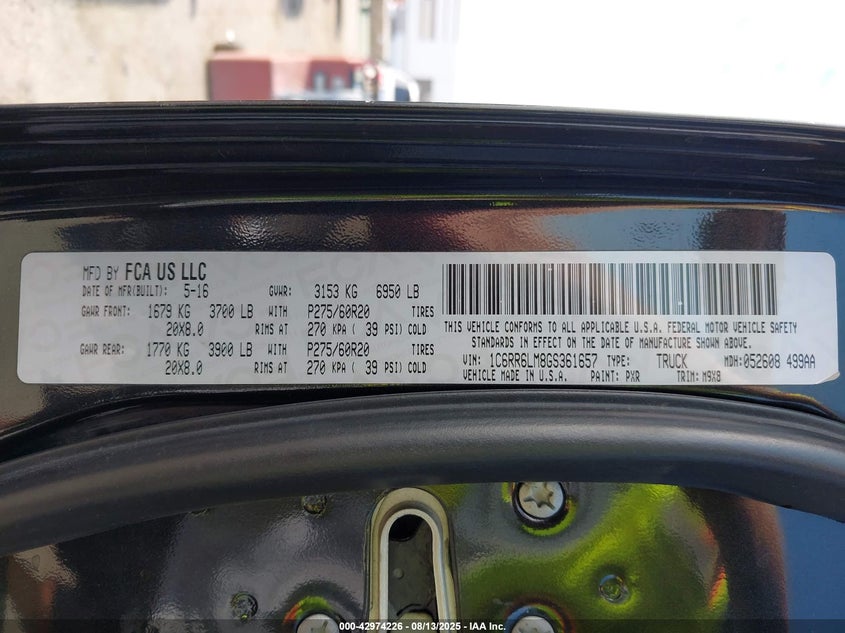 MFD BY FCA US LLC
DATE OF MFR(BUILT): 5-16 GVWR: 3153 KG 6950 LB
GAWR FRONT: 1679 KG 3700 LB WITH P275/60R20 TIRES
20X8.0 RIMS AT 270 KPA ( 39 PSI) COLD
GAWR REAR: 1770 KG 3900 LB WITH P275/60R20 TIRES
20X8.0 RIMS AT 270 KPA ( 39 PSI) COLD
THIS VEHICLE CONFORMS TO ALL APPLICABLE U.S.A. FEDERAL MOTOR VEHICLE SAFETY
STANDARDS IN EFFECT ON THE DATE OF MANUFACTURE SHOWN ABOVE.
VIN: 1C6RR6LM8GS361657 TYPE: TRUCK MDH: 052608 499AA
VEHICLE MADE IN U.S.A. PAINT: PXR TRIM: M9X8
000-42974226 - 08/13/2025 - IAA Inc.